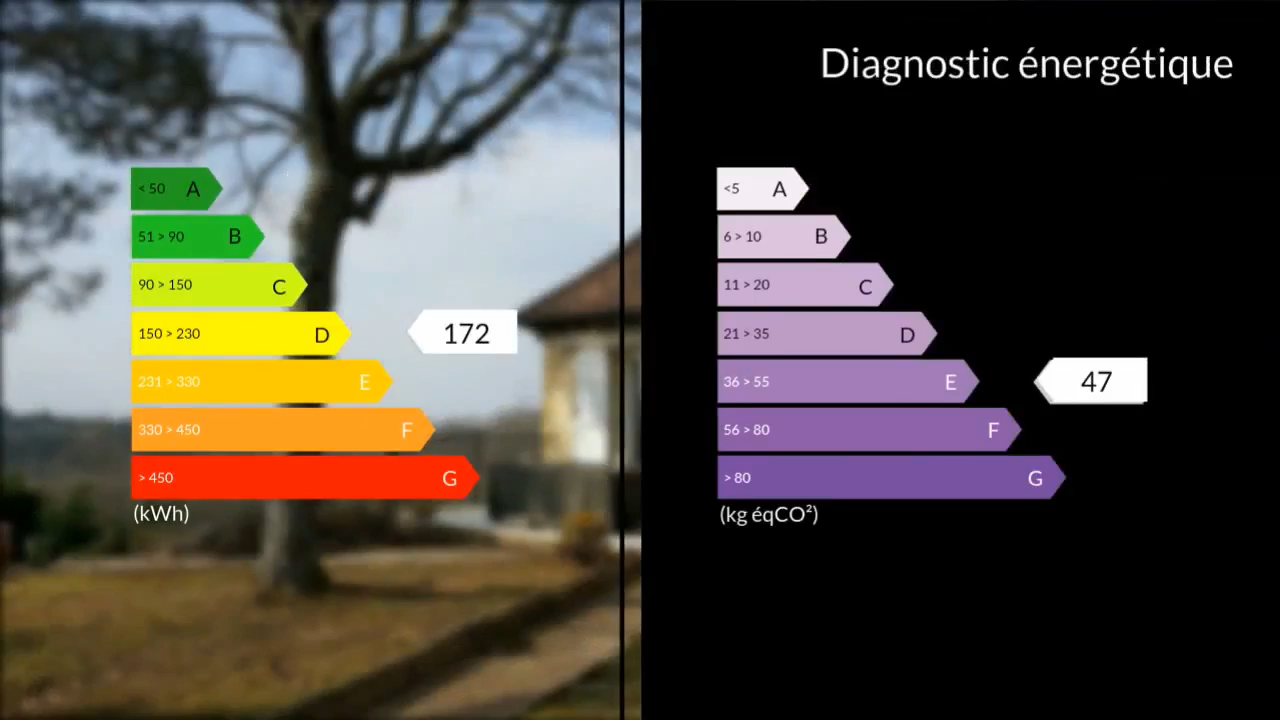 Diagnostic énergétique
< 50 A
51 > 90 B
90 > 150 C
150 > 230 D
172
231 > 330 E
330 > 450 F
> 450 G
(kWh)
<5 A
6 > 10 B
11 > 20 C
21 > 35 D
36 > 55 E
47
56 > 80 F
> 80 G
(kg éqCO²)